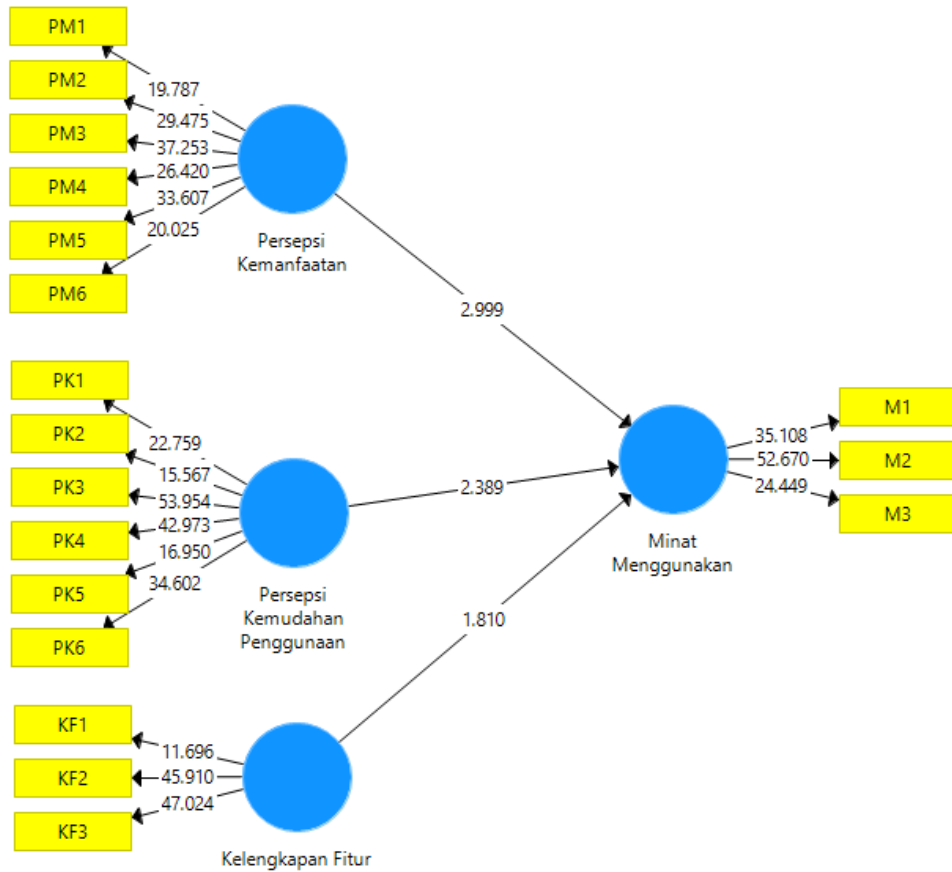 PM1
PM2
PM3
PM4
PM5
PM6
19.787
29.475
37.253
26.420
33.607
20.025
Persepsi
Kemanfaatan
2.999
PK1
PK2
PK3
PK4
PK5
PK6
22.759
15.567
53.954
42.973
16.950
34.602
Persepsi
Kemudahan
Penggunaan
2.389
KF1
KF2
KF3
11.696
45.910
47.024
Kelengkapan Fitur
1.810
Minat
Menggunakan
35.108
52.670
24.449
M1
M2
M3